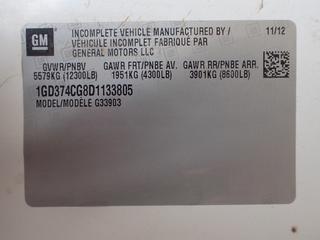 GM
INCOMPLETE VEHICLE MANUFACTURED BY /
VÉHICULE INCOMPLET FABRIQUÉ PAR
GENERAL MOTORS LLC
11/12
GVWR/PNBV GAWR FRT/PNBE AV. GAWR RR/PNBE ARR.
5579KG (12300LB) 1951KG (4300LB) 3901KG (8600LB)
1GD374CG8D1133805
MODEL/MODÈLE G33903